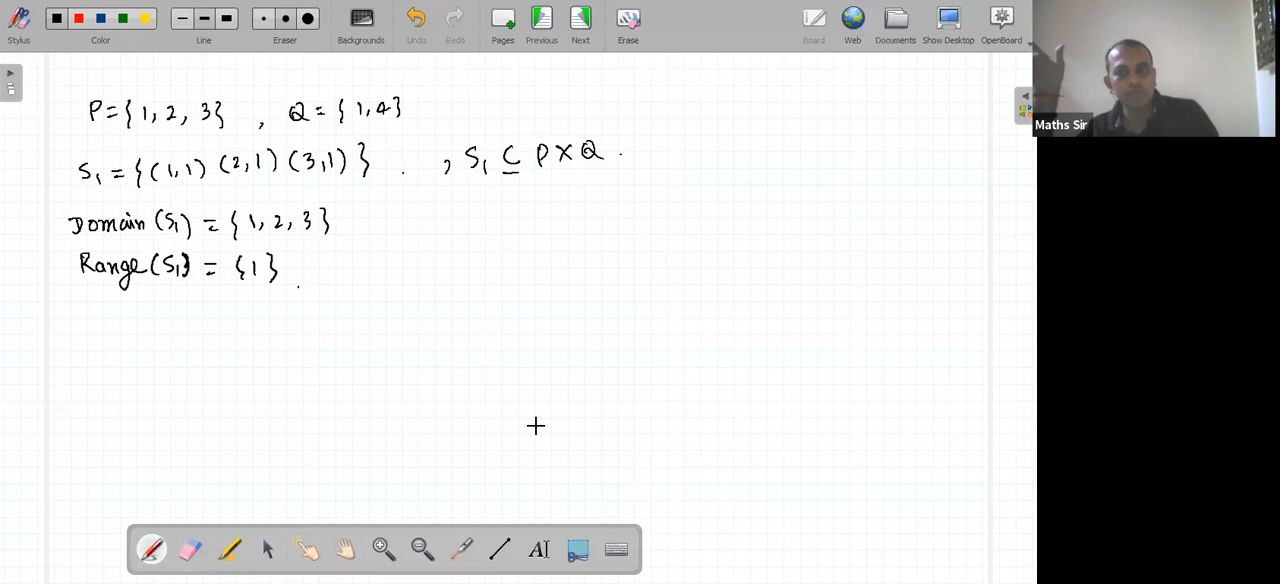 Stylus Color Line Eraser Backgrounds Undo Redo Pages Previous Next Erase Board Web Documents Show Desktop OpenBoard
Maths Sir
P = {1, 2, 3} , Q = {1, 4}
S₁ = {(1,1) (2,1) (3,1)} . , S₁ ⊆ P X Q .
Domain (S₁) = {1, 2, 3}
Range (S₁) = {1} .
AI